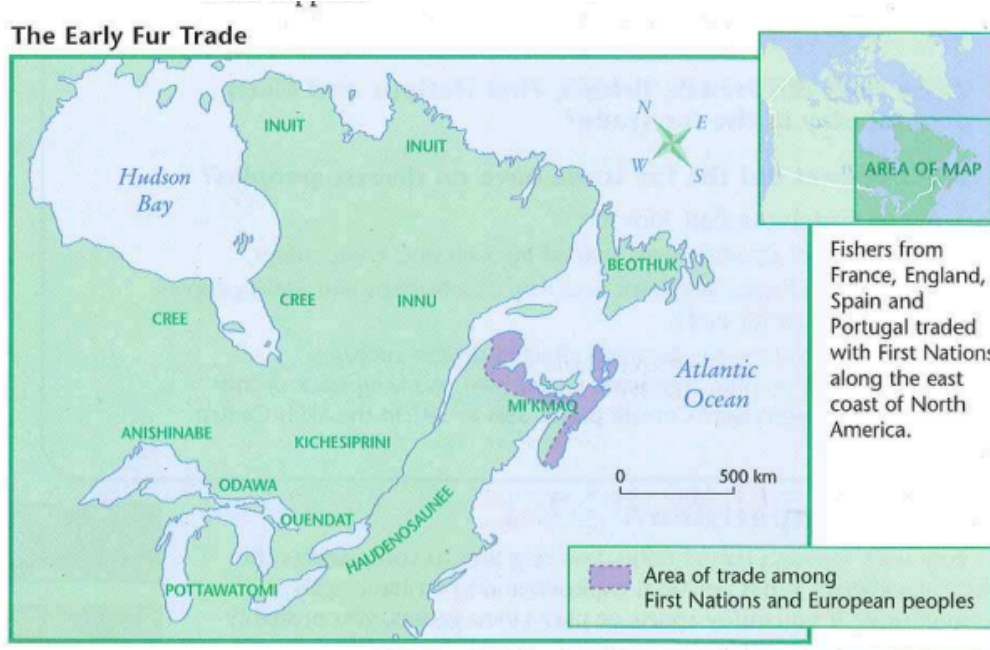 The Early Fur Trade
INUIT
INUIT
N
E
W
AREA OF MAP
Hudson
Bay
BEOTHUK
CREE
CREE
INNU
Fishers from
France, England,
Spain and
Portugal traded
with First Nations
along the east
coast of North
America.
Atlantic
Ocean
MI'KMAQ
ANISHINABE
KICHESIPRINI
ODAWA
0 500 km
OUENDAT
HAUDENOSAUNEE
POTTAWATOMI
Area of trade among
First Nations and European peoples